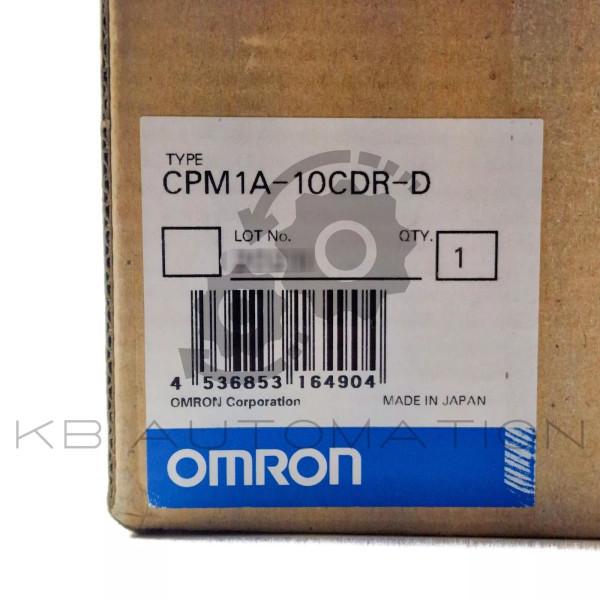 TYPE
CPM1A-10CDR-D
LOT No. QTY. 1
4 536853 164904
OMRON Corporation MADE IN JAPAN
KB AUTOMATION
OMRON